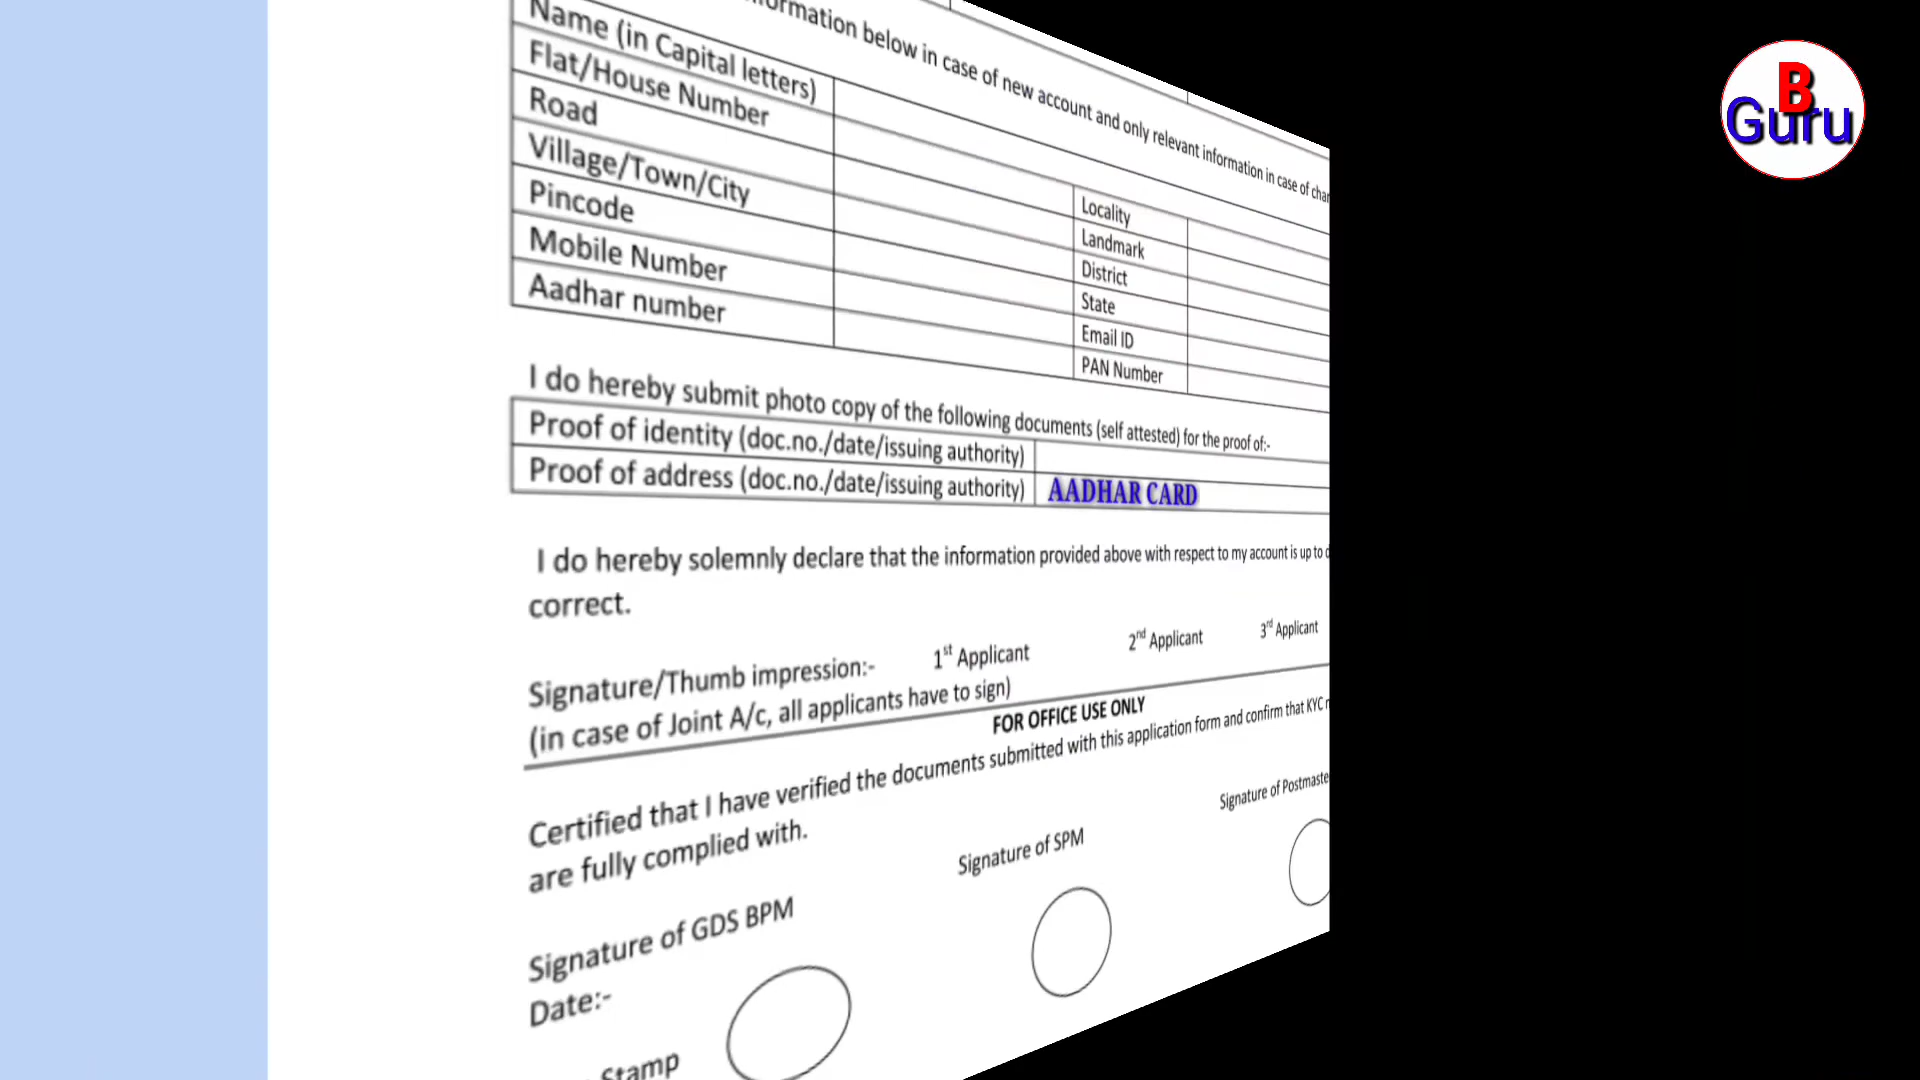 formation below in case of new account and only relevant information in case of
Name (in Capital letters)
Flat/House Number
Locality
Road
Landmark
Village/Town/City
District
Pincode
State
Mobile Number
Email ID
Aadhar number
PAN Number
I do hereby submit photo copy of the following documents (self attested) for the proof of:-
Proof of identity (doc.no./date/issuing authority)
Proof of address (doc.no./date/issuing authority) AADHAR CARD
I do hereby solemnly declare that the information provided above with respect to my account is up to
correct.
Signature/Thumb impression:- 1st Applicant 2nd Applicant 3rd Applicant
(in case of Joint A/c, all applicants have to sign)
FOR OFFICE USE ONLY
Certified that I have verified the documents submitted with this application form and confirm that KYC
are fully complied with.
Signature of GDS BPM Signature of SPM Signature of Postmaste
Date:-
Stamp
B
Guru